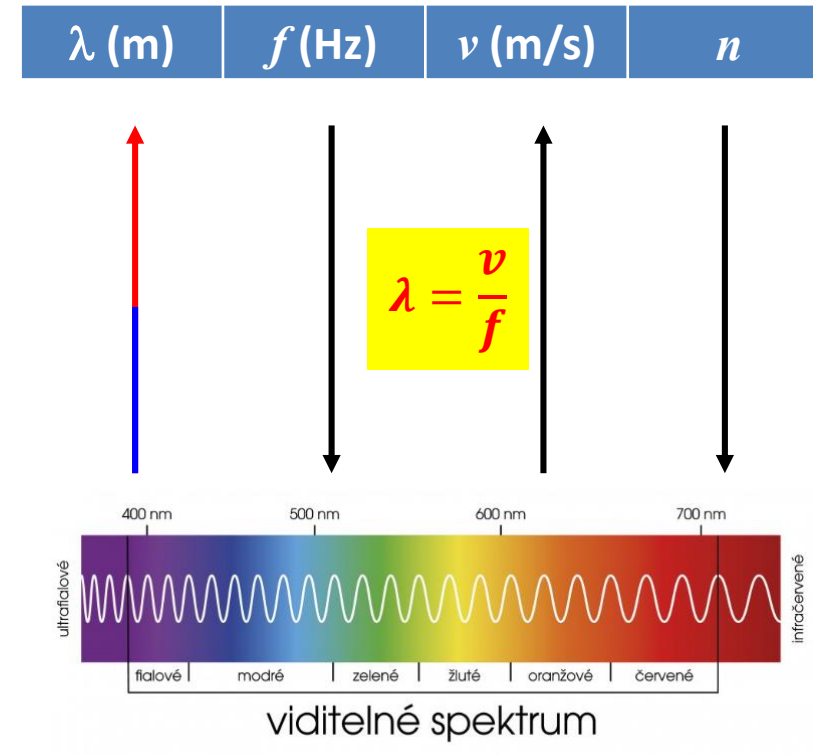 λ (m) f (Hz) v (m/s) n
λ = v/f
400 nm 500 nm 600 nm 700 nm
ultrafialové
infračervené
fialové modré zelené žluté oranžové červené
viditelné spektrum